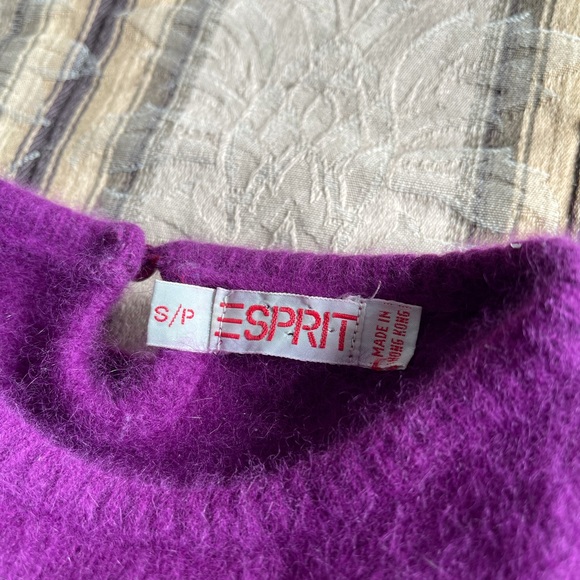 S/P
ESPRIT
MADE IN
HONG KONG